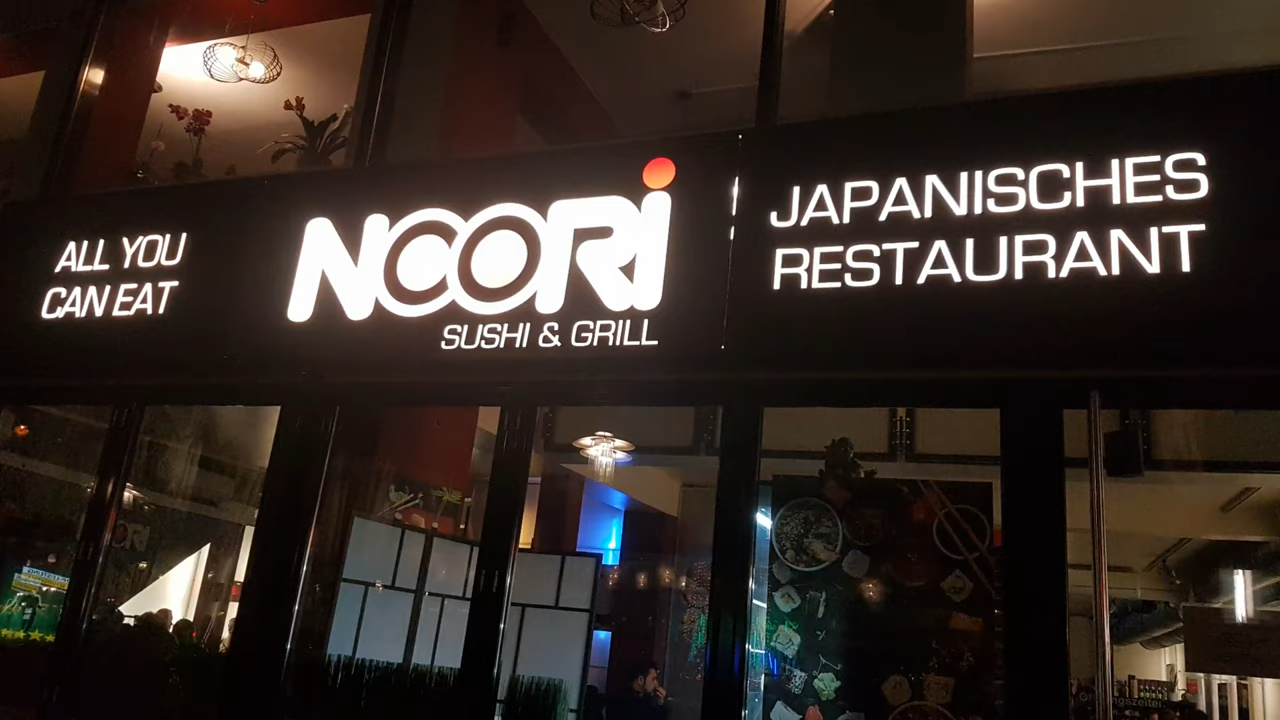 ALL YOU
CAN EAT
NOORi
SUSHI & GRILL
JAPANISCHES
RESTAURANT